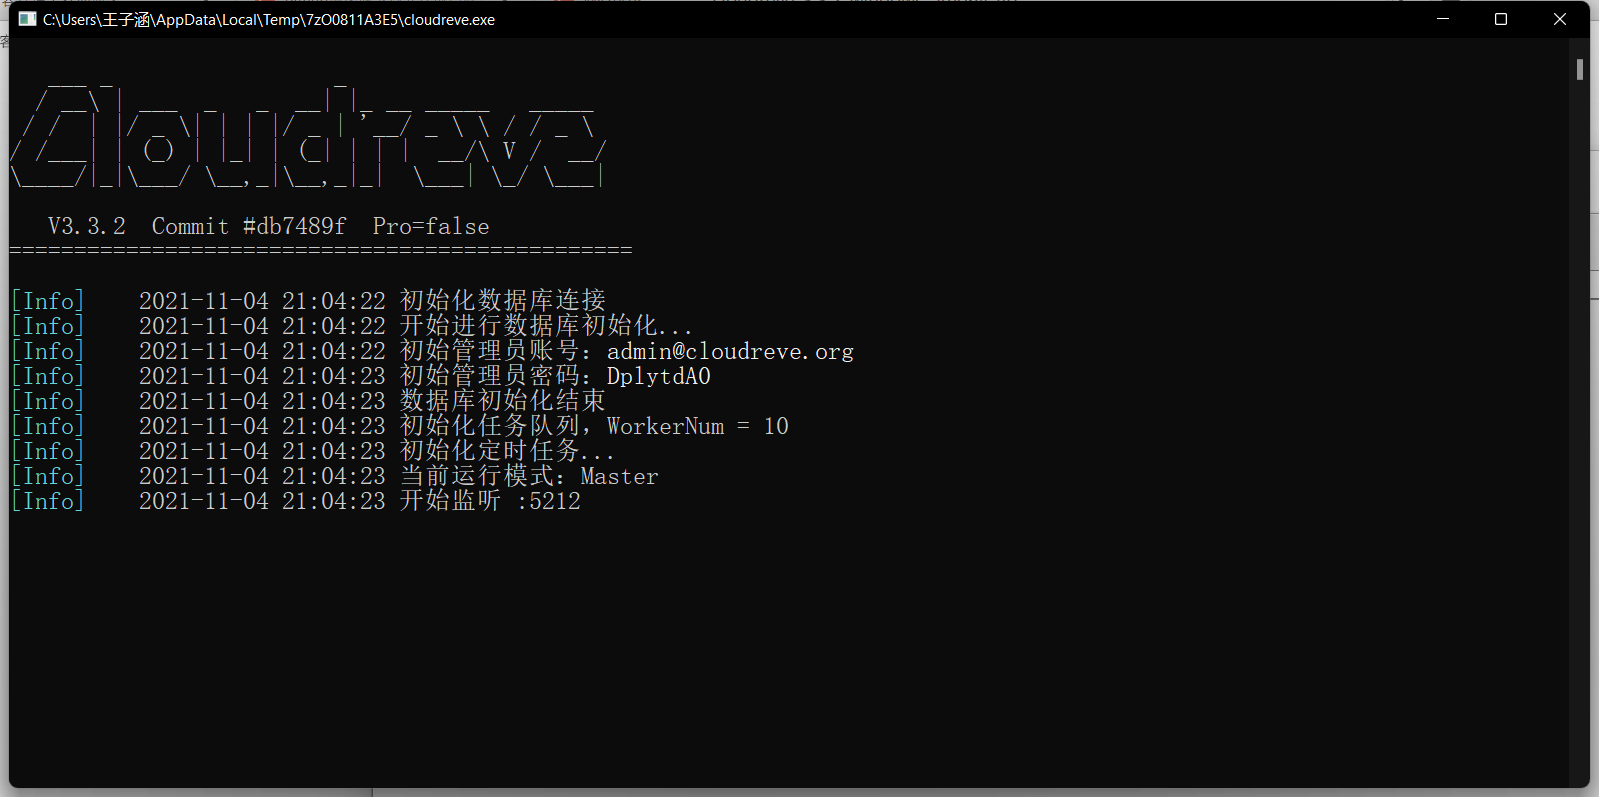 C:\Users\王子涵\AppData\Local\Temp\7zO0811A3E5\cloudreve.exe
Cloudreve
V3.3.2 Commit #db7489f Pro=false
================================================
[Info] 2021-11-04 21:04:22 初始化数据库连接
[Info] 2021-11-04 21:04:22 开始进行数据库初始化...
[Info] 2021-11-04 21:04:22 初始管理员账号：admin@cloudreve.org
[Info] 2021-11-04 21:04:23 初始管理员密码：DplytdAO
[Info] 2021-11-04 21:04:23 数据库初始化结束
[Info] 2021-11-04 21:04:23 初始化任务队列，WorkerNum = 10
[Info] 2021-11-04 21:04:23 初始化定时任务...
[Info] 2021-11-04 21:04:23 当前运行模式：Master
[Info] 2021-11-04 21:04:23 开始监听 :5212